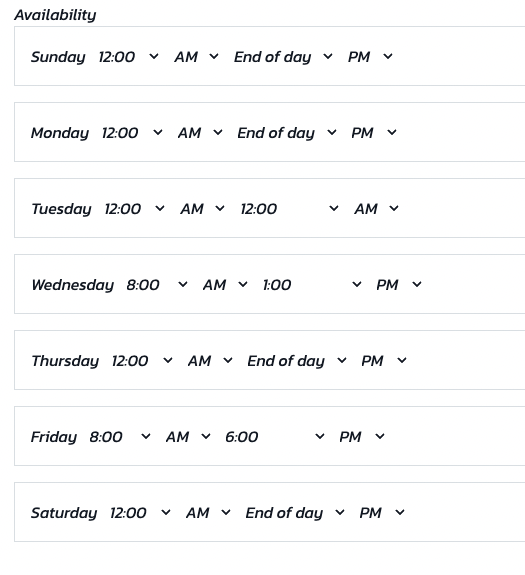 Availability
Sunday 12:00 AM End of day PM
Monday 12:00 AM End of day PM
Tuesday 12:00 AM 12:00 AM
Wednesday 8:00 AM 1:00 PM
Thursday 12:00 AM End of day PM
Friday 8:00 AM 6:00 PM
Saturday 12:00 AM End of day PM